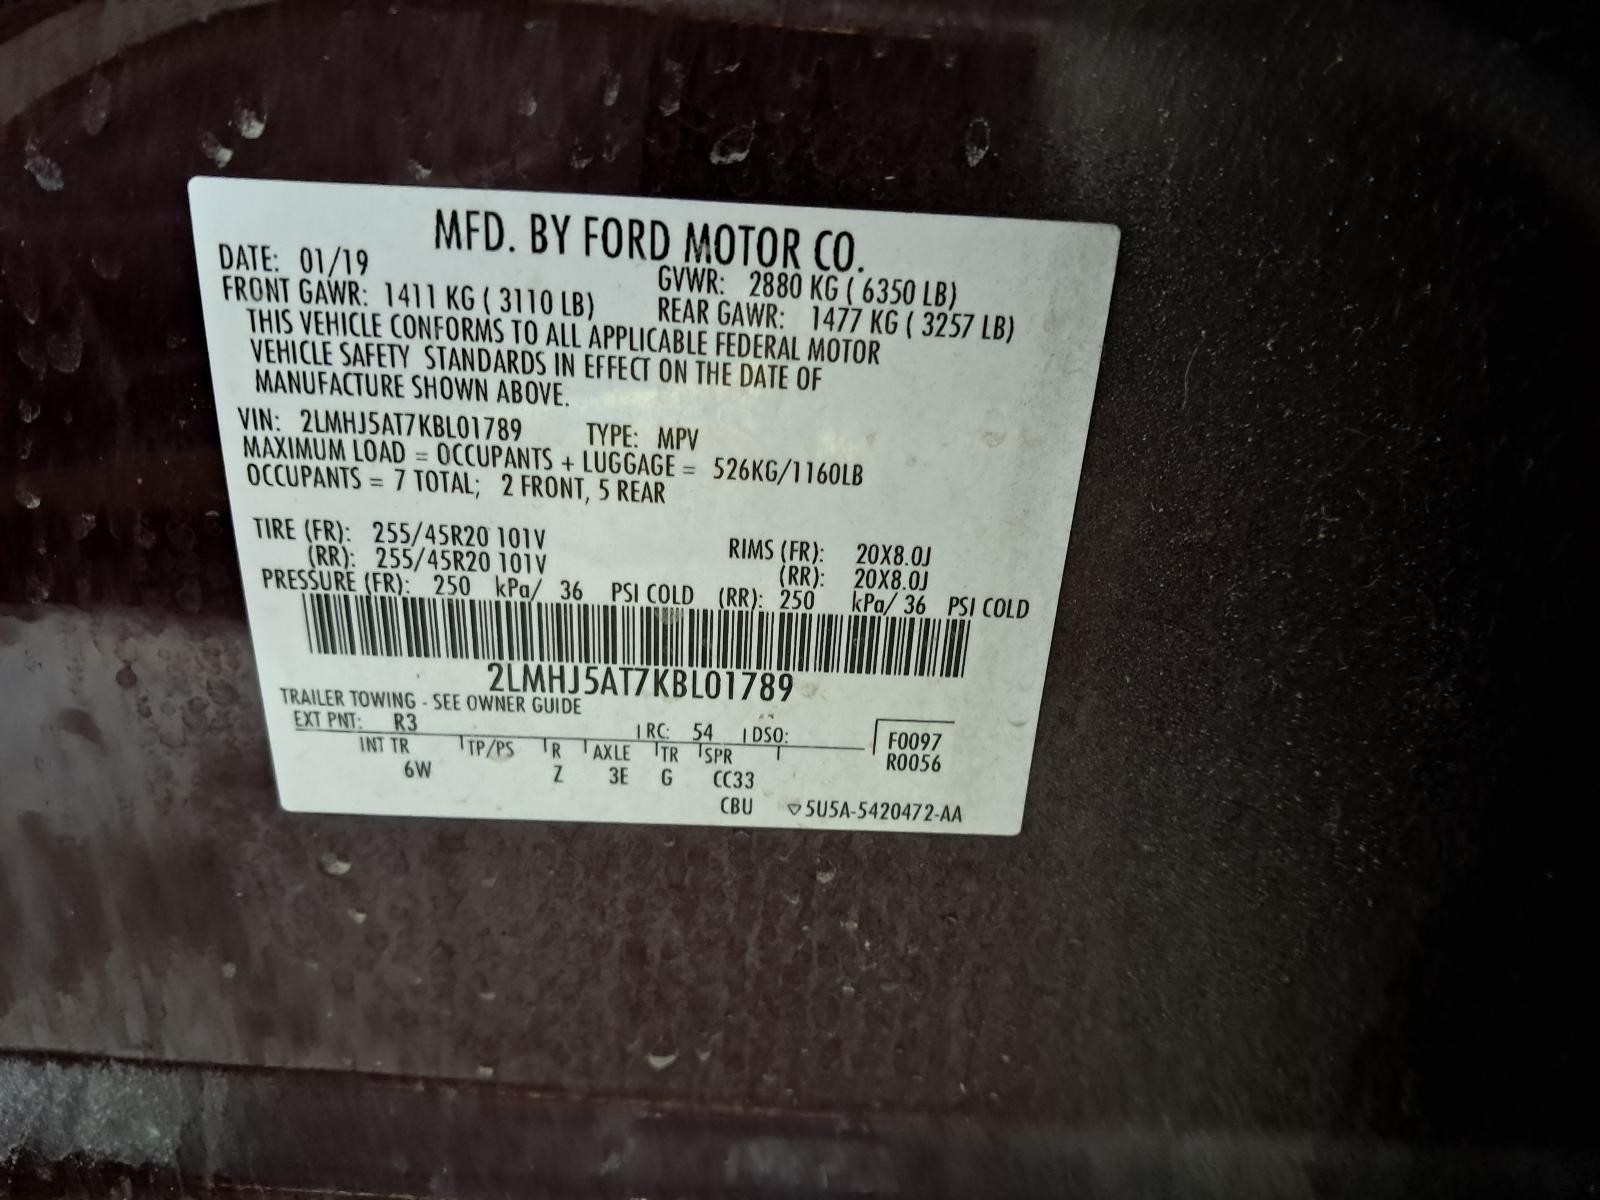 MFD. BY FORD MOTOR CO.
DATE: 01/19 GVWR: 2880 KG ( 6350 LB)
FRONT GAWR: 1411 KG ( 3110 LB) REAR GAWR: 1477 KG ( 3257 LB)
THIS VEHICLE CONFORMS TO ALL APPLICABLE FEDERAL MOTOR
VEHICLE SAFETY STANDARDS IN EFFECT ON THE DATE OF
MANUFACTURE SHOWN ABOVE.
VIN: 2LMHJ5AT7KBL01789 TYPE: MPV
MAXIMUM LOAD = OCCUPANTS + LUGGAGE = 526KG/1160LB
OCCUPANTS = 7 TOTAL; 2 FRONT, 5 REAR
TIRE (FR): 255/45R20 101V RIMS (FR): 20X8.0J
(RR): 255/45R20 101V (RR): 20X8.0J
PRESSURE (FR): 250 kPa/ 36 PSI COLD (RR): 250 kPa/ 36 PSI COLD
2LMHJ5AT7KBL01789
TRAILER TOWING - SEE OWNER GUIDE
EXT PNT: R3 RC: 54 DSO: F0097
INT TR TP/PS R AXLE TR SPR R0056
6W Z 3E G CC33
CBU ▽5U5A-5420472-AA